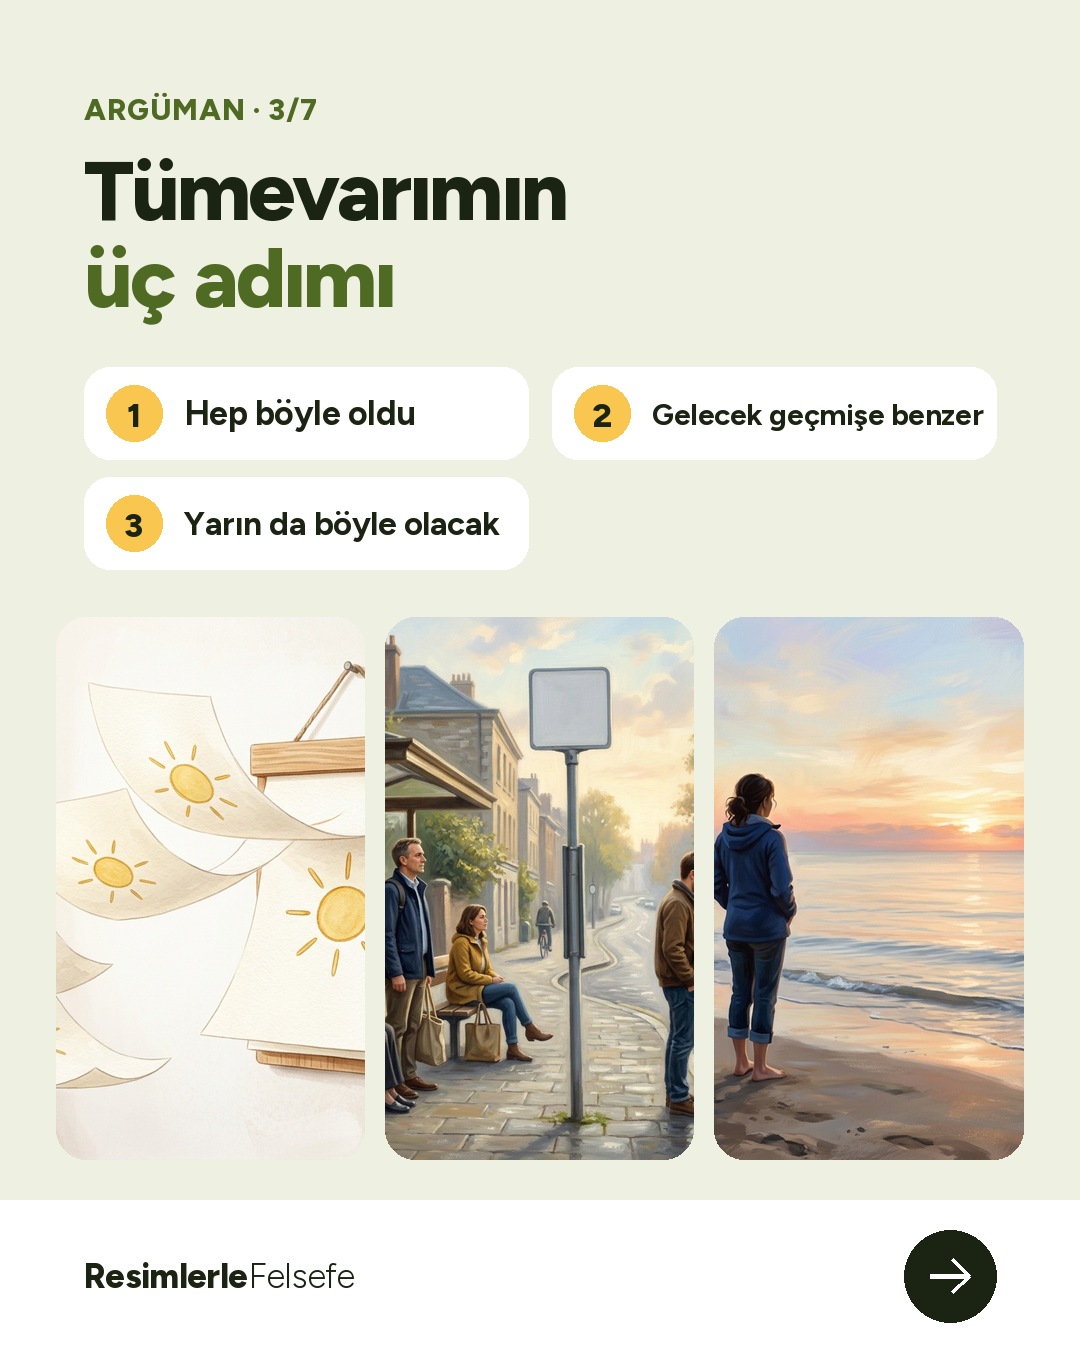 ARGÜMAN · 3/7
Tümevarımın
üç adımı
1 Hep böyle oldu
2 Gelecek geçmişe benzer
3 Yarın da böyle olacak
ResimlerleFelsefe